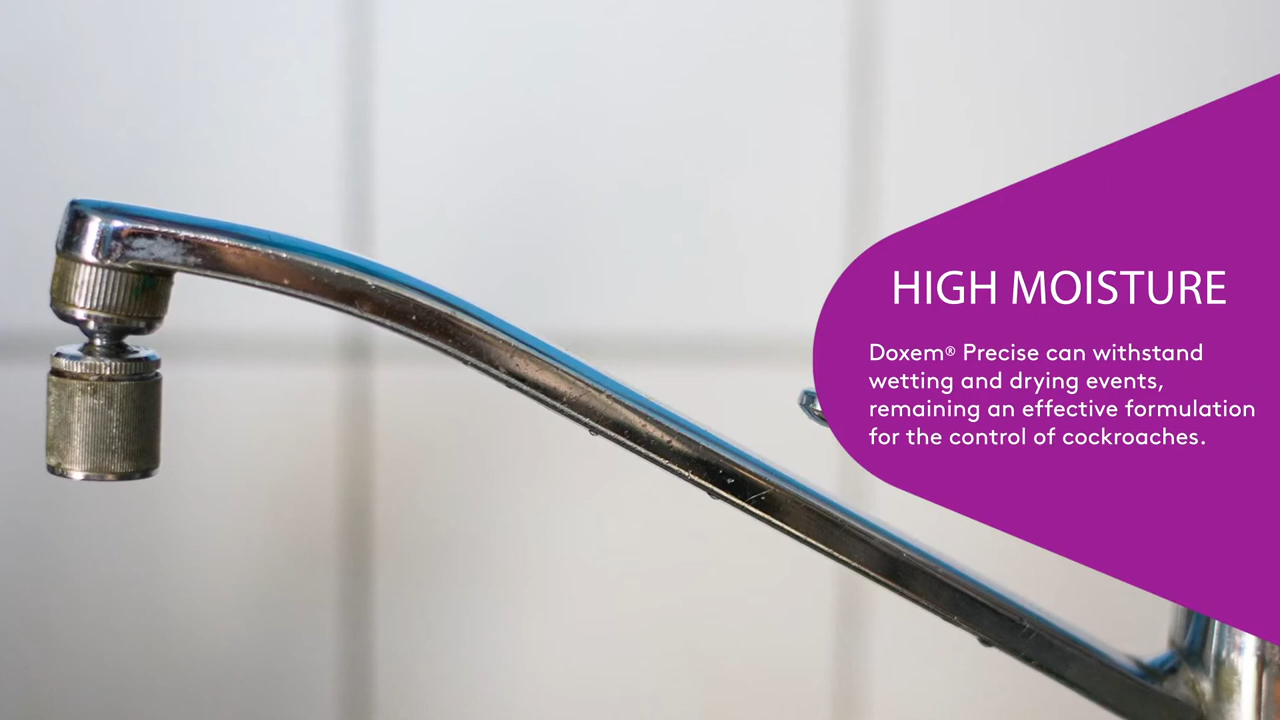 HIGH MOISTURE
Doxem® Precise can withstand
wetting and drying events,
remaining an effective formulation
for the control of cockroaches.